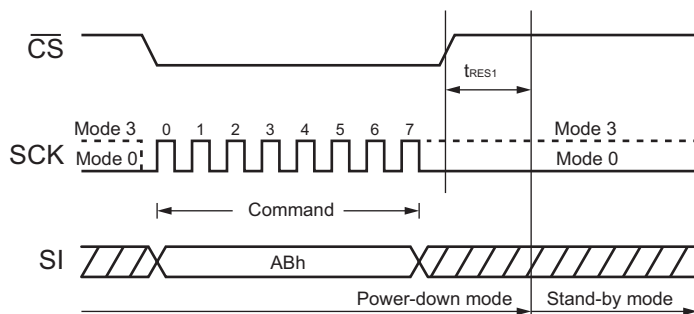 CS
tRES1
Mode 3 0 1 2 3 4 5 6 7 Mode 3
SCK
Mode 0 Mode 0
Command
SI ABh
Power-down mode Stand-by mode